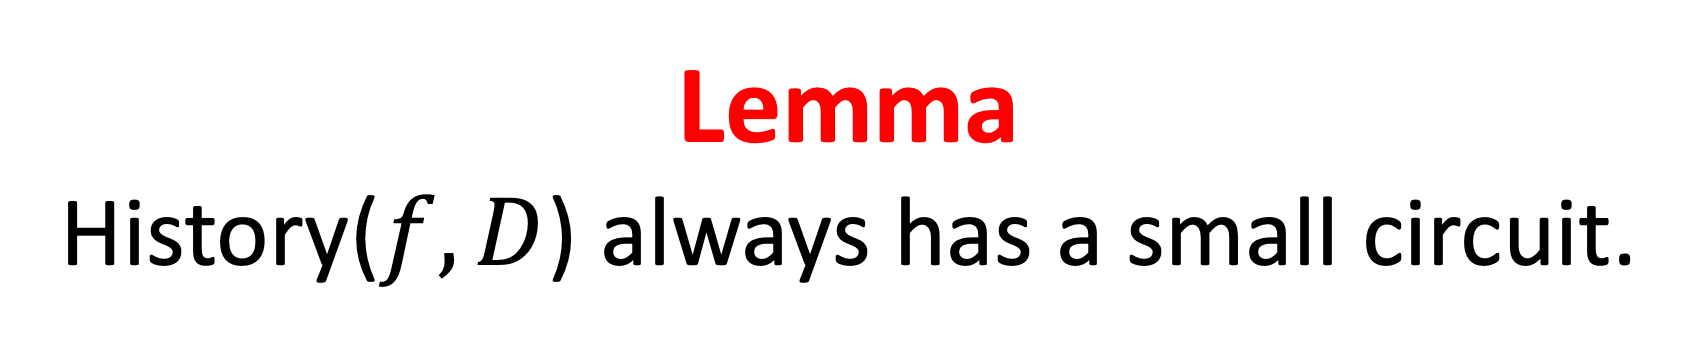 Lemma
History(𝑓, 𝐷) always has a small circuit.